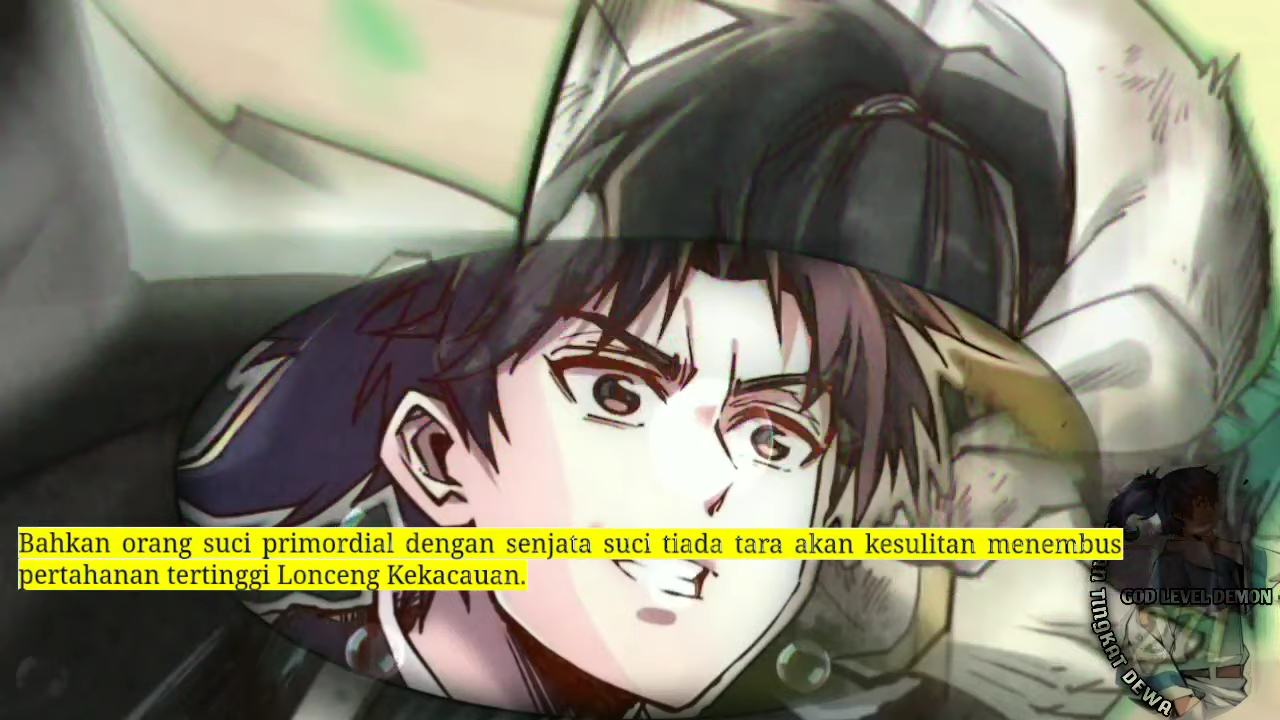 Bahkan orang suci primordial dengan senjata suci tiada tara akan kesulitan menembus
pertahanan tertinggi Lonceng Kekacauan.
GOD LEVEL DEMON
TINGKAT DEWA